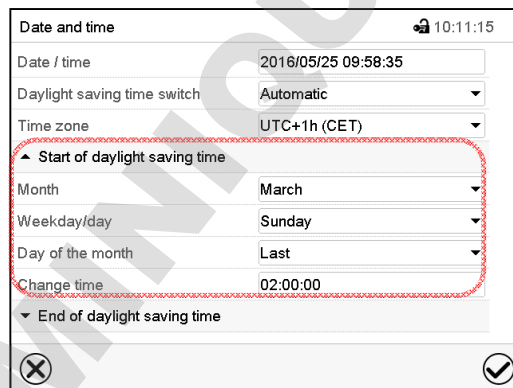 Date and time 10:11:15
Date / time 2016/05/25 09:58:35
Daylight saving time switch Automatic
Time zone UTC+1h (CET)
Start of daylight saving time
Month March
Weekday/day Sunday
Day of the month Last
Change time 02:00:00
End of daylight saving time